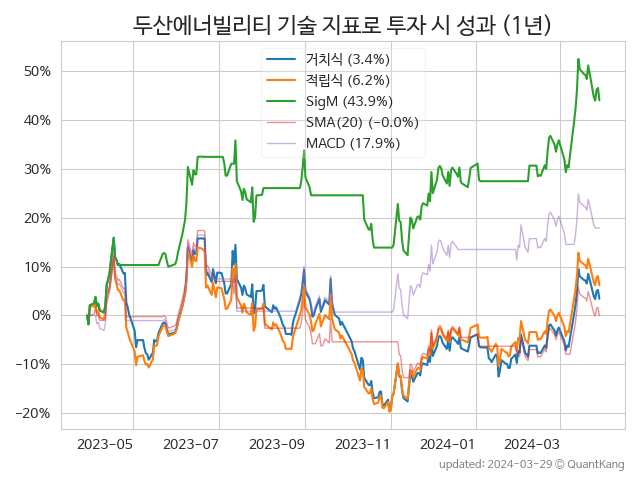 두산에너빌리티 기술 지표로 투자 시 성과 (1년)
거치식 (3.4%)
적립식 (6.2%)
SigM (43.9%)
SMA(20) (−0.0%)
MACD (17.9%)
50%
40%
30%
20%
10%
0%
−10%
−20%
2023−05 2023−07 2023−09 2023−11 2024−01 2024−03
updated: 2024−03−29 ⓒ QuantKang